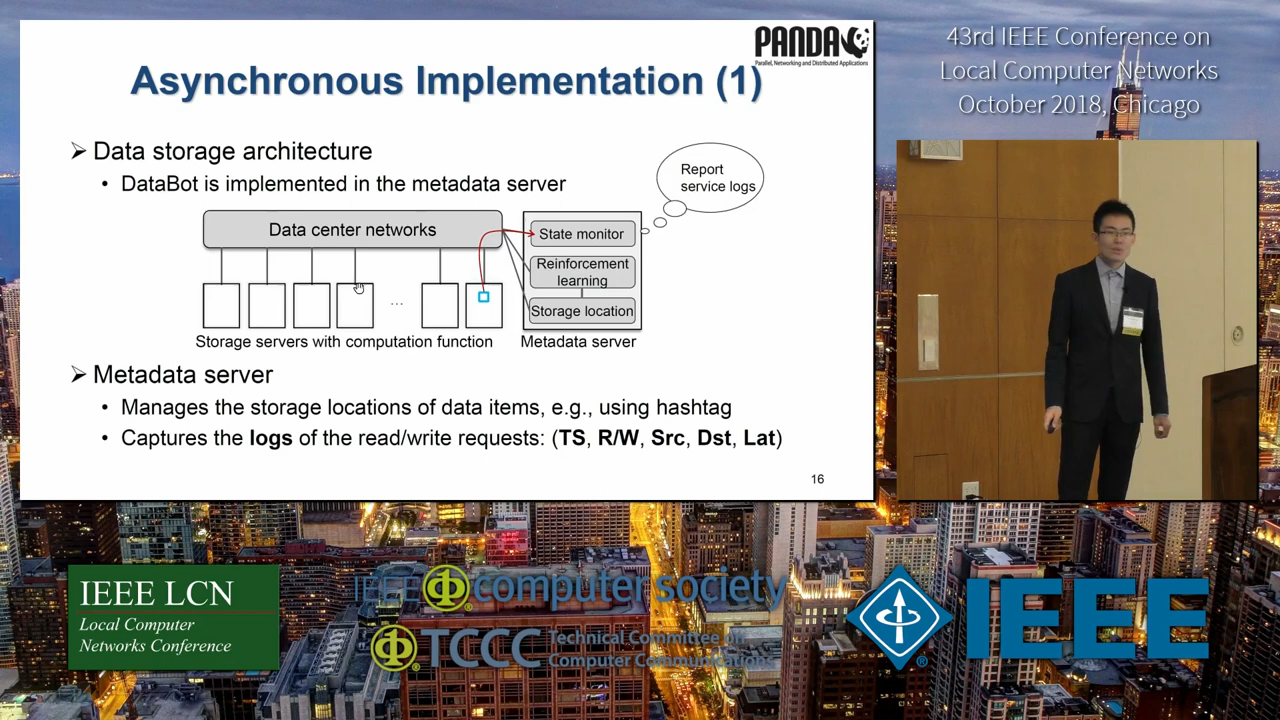 PANDA
Parallel, Networking and Distributed Applications
Asynchronous Implementation (1)
43rd IEEE Conference on
Local Computer Networks
October 2018, Chicago
➢ Data storage architecture
• DataBot is implemented in the metadata server
Report
service logs
Data center networks
State monitor
Reinforcement
learning
Storage location
...
Storage servers with computation function
Metadata server
➢ Metadata server
• Manages the storage locations of data items, e.g., using hashtag
• Captures the logs of the read/write requests: (TS, R/W, Src, Dst, Lat)
16
IEEE LCN
Local Computer
Networks Conference
IEEE computer society
TCCC Technical Committee on
Computer Communications
IEEE
®